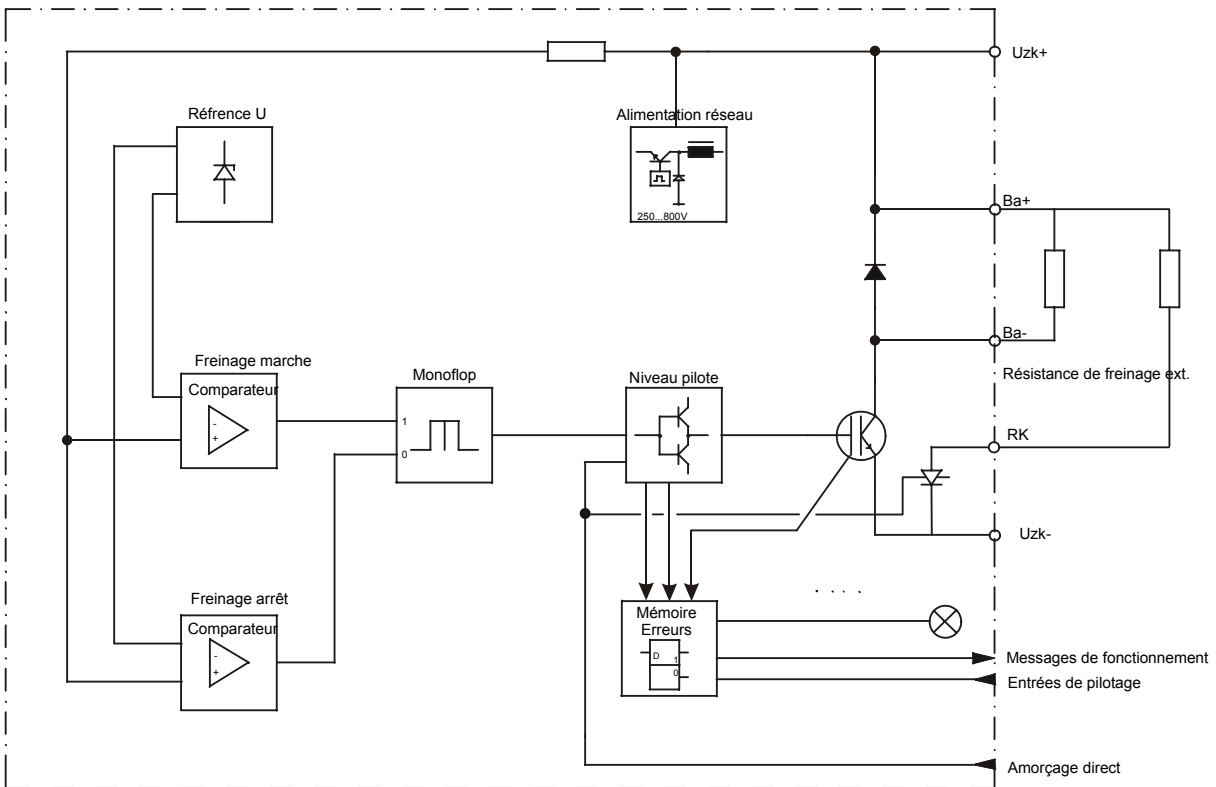 Uzk+
Réfrence U
Alimentation réseau
250...800V
Ba+
Ba-
Freinage marche
Comparateur
-
+
Monoflop
1
0
Niveau pilote
Résistance de freinage ext.
RK
Uzk-
Freinage arrêt
Comparateur
-
+
. . . .
Mémoire
Erreurs
D
1
0
Messages de fonctionnement
Entrées de pilotage
Amorçage direct